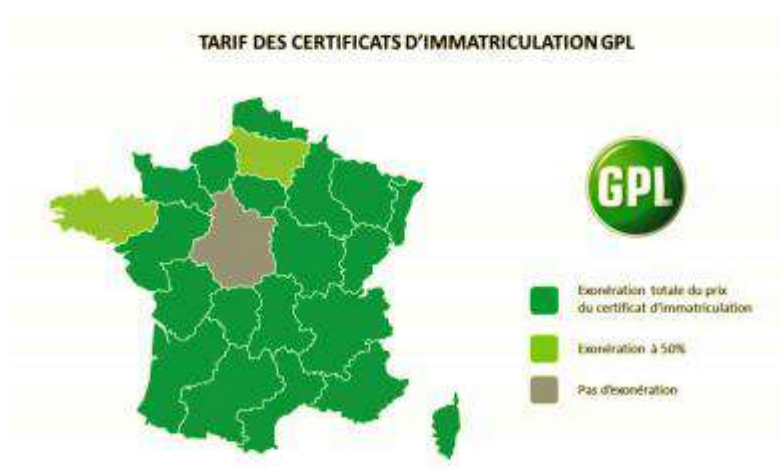 TARIF DES CERTIFICATS D'IMMATRICULATION GPL
GPL
Exonération totale du prix
du certificat d'immatriculation
Exonération à 50%
Pas d'exonération